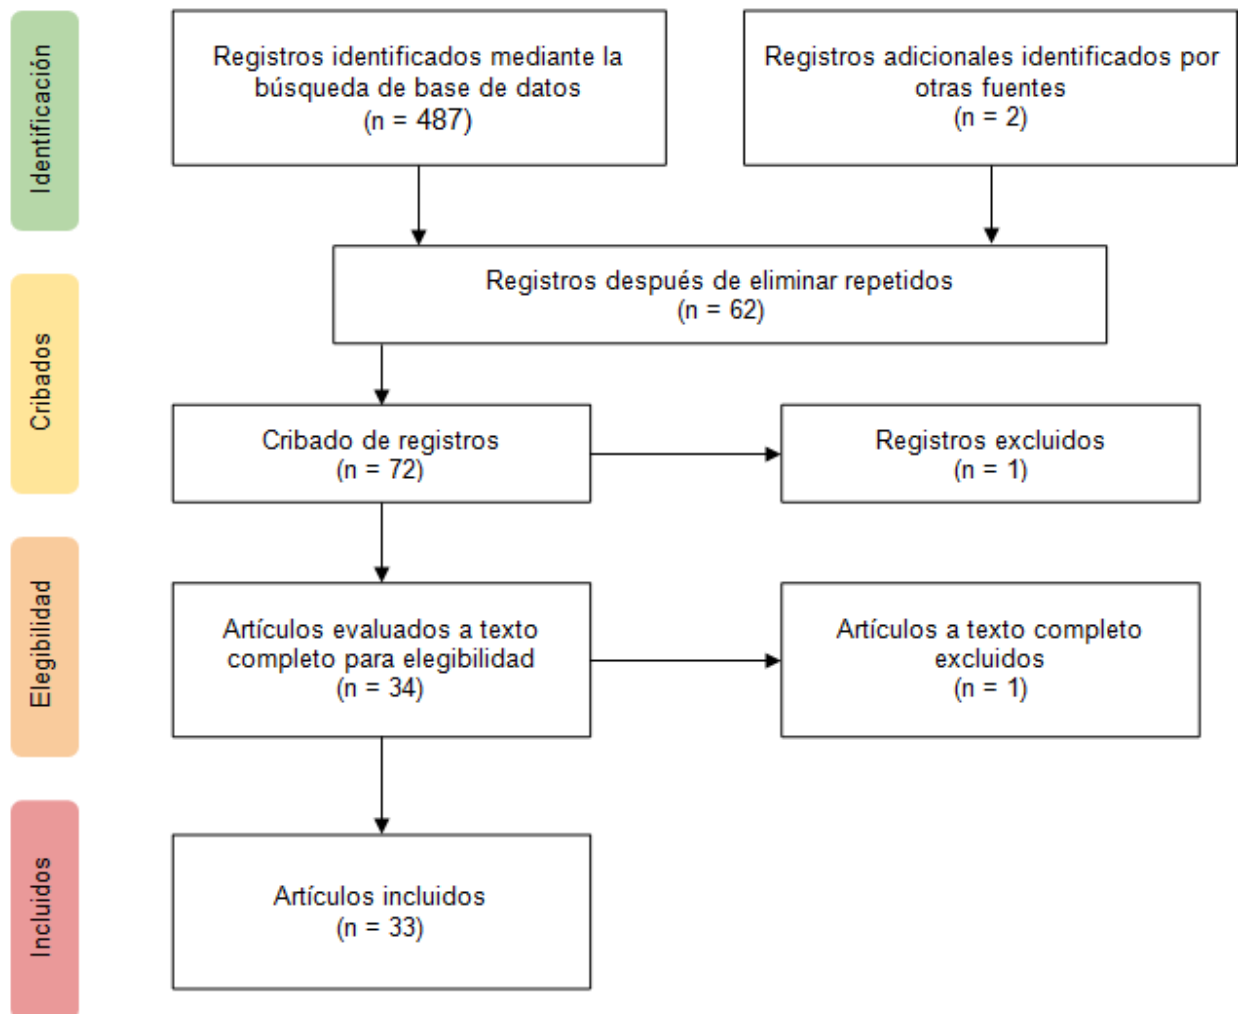 Identificación
Registros identificados mediante la
búsqueda de base de datos
(n = 487)
Registros adicionales identificados por
otras fuentes
(n = 2)
Cribados
Registros después de eliminar repetidos
(n = 62)
Cribado de registros
(n = 72)
Registros excluidos
(n = 1)
Elegibilidad
Artículos evaluados a texto
completo para elegibilidad
(n = 34)
Artículos a texto completo
excluidos
(n = 1)
Incluidos
Artículos incluidos
(n = 33)